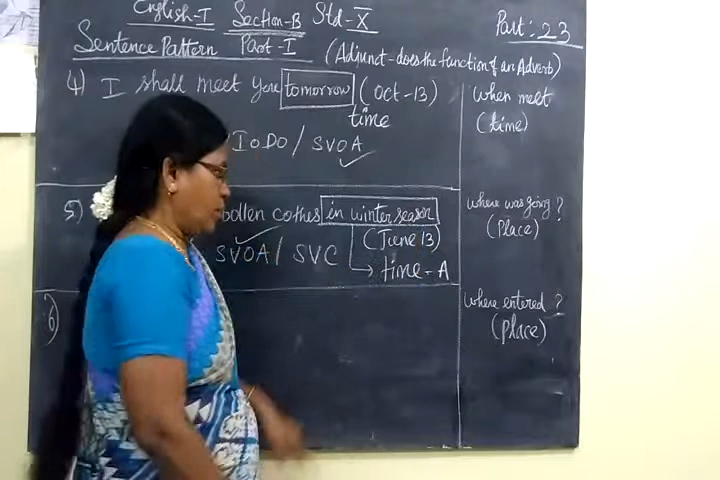 English-I Section-B Std-X
Part: 23
Sentence Pattern Part-I (Adjunct-does the function of an Adverb)
4) I shall meet you tomorrow (Oct-13)
time
IODO / SVOA ✓
when meet
(time)
5) oollen cothes in winter season
(June 13)
SVOA / SVC
time-A
where was going?
(Place)
6)
where entered?
(place)